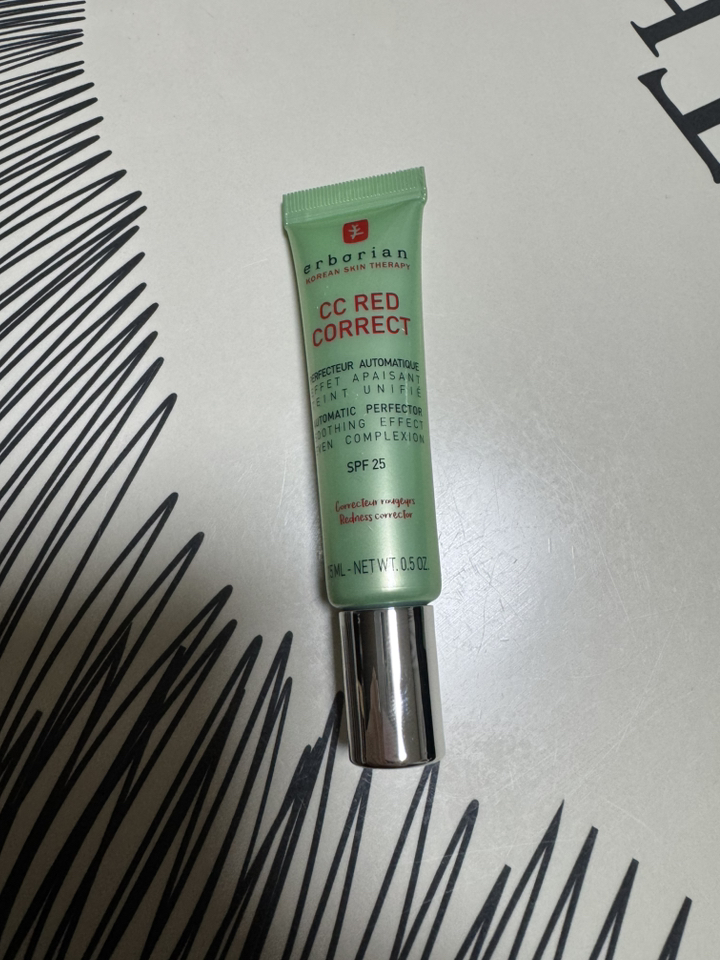 erborian
KOREAN SKIN THERAPY
CC RED
CORRECT
PERFECTEUR AUTOMATIQUE
EFFET APAISANT
TEINT UNIFIÉ
AUTOMATIC PERFECTOR
SOOTHING EFFECT
EVEN COMPLEXION
SPF 25
Correcteur rougeurs
Redness corrector
5ML - NET WT. 0.5 OZ.